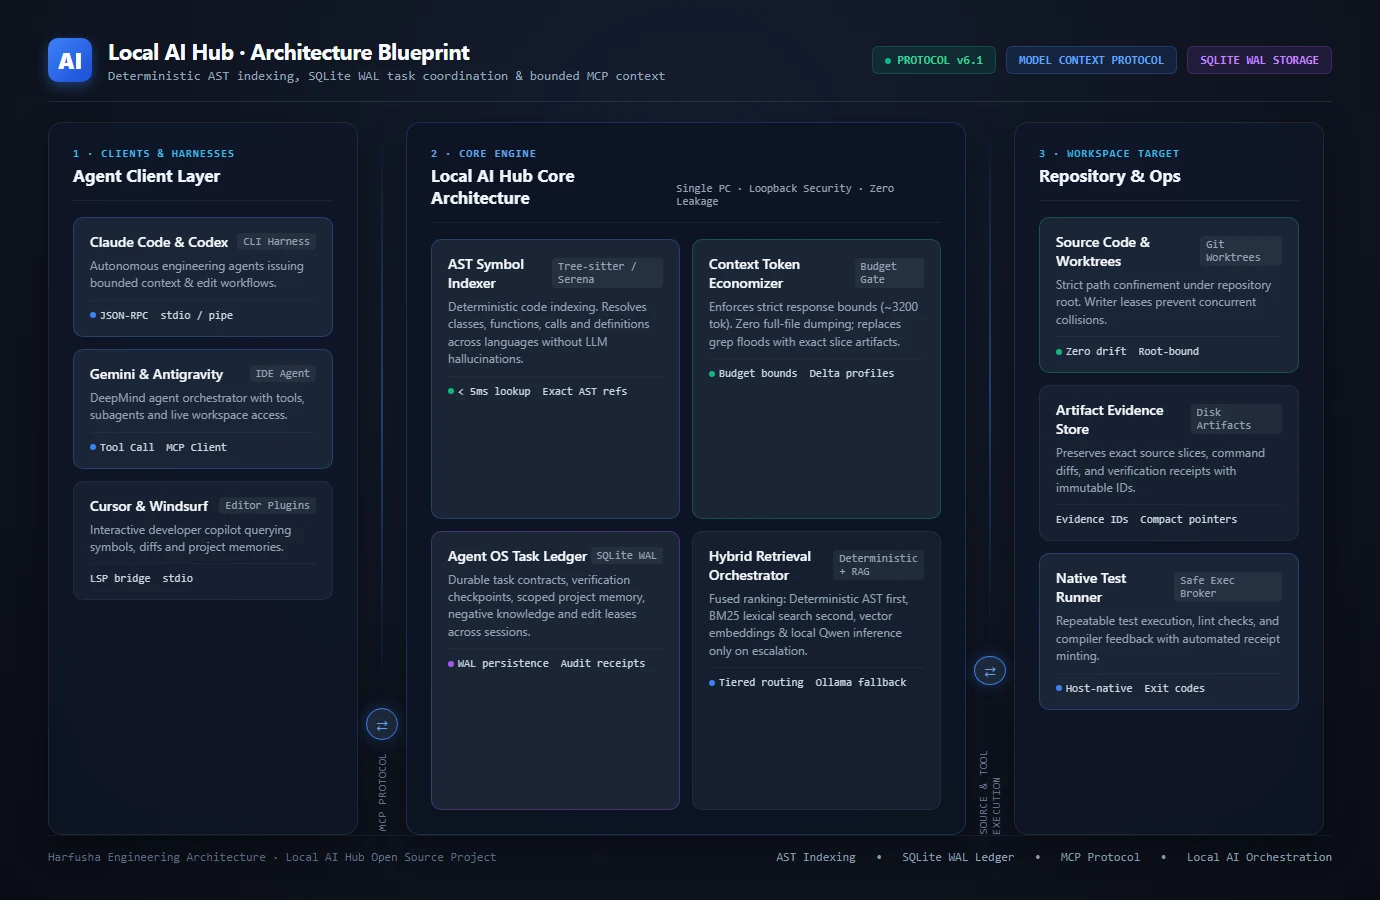 AI
Local AI Hub · Architecture Blueprint
Deterministic AST indexing, SQLite WAL task coordination & bounded MCP context
PROTOCOL v6.1
MODEL CONTEXT PROTOCOL
SQLITE WAL STORAGE
1 · CLIENTS & HARNESSES
Agent Client Layer
Claude Code & Codex
CLI Harness
Autonomous engineering agents issuing
bounded context & edit workflows.
JSON-RPC stdio / pipe
Gemini & Antigravity
IDE Agent
DeepMind agent orchestrator with tools,
subagents and live workspace access.
Tool Call MCP Client
Cursor & Windsurf
Editor Plugins
Interactive developer copilot querying
symbols, diffs and project memories.
LSP bridge stdio
⇄
MCP PROTOCOL
2 · CORE ENGINE
Local AI Hub Core
Architecture
Single PC · Loopback Security · Zero
Leakage
AST Symbol
Indexer
Tree-sitter /
Serena
Deterministic code indexing. Resolves
classes, functions, calls and definitions
across languages without LLM
hallucinations.
< 5ms lookup Exact AST refs
Context Token
Economizer
Budget
Gate
Enforces strict response bounds (~3200
tok). Zero full-file dumping; replaces
grep floods with exact slice artifacts.
Budget bounds Delta profiles
Agent OS Task Ledger
SQLite WAL
Durable task contracts, verification
checkpoints, scoped project memory,
negative knowledge and edit leases
across sessions.
WAL persistence Audit receipts
Hybrid Retrieval
Orchestrator
Deterministic
+ RAG
Fused ranking: Deterministic AST first,
BM25 lexical search second, vector
embeddings & local Qwen inference
only on escalation.
Tiered routing Ollama fallback
⇄
SOURCE & TOOL
EXECUTION
3 · WORKSPACE TARGET
Repository & Ops
Source Code &
Worktrees
Git
Worktrees
Strict path confinement under repository
root. Writer leases prevent concurrent
collisions.
Zero drift Root-bound
Artifact Evidence
Store
Disk
Artifacts
Preserves exact source slices, command
diffs, and verification receipts with
immutable IDs.
Evidence IDs Compact pointers
Native Test
Runner
Safe Exec
Broker
Repeatable test execution, lint checks, and
compiler feedback with automated receipt
minting.
Host-native Exit codes
Harfusha Engineering Architecture · Local AI Hub Open Source Project
AST Indexing • SQLite WAL Ledger • MCP Protocol • Local AI Orchestration